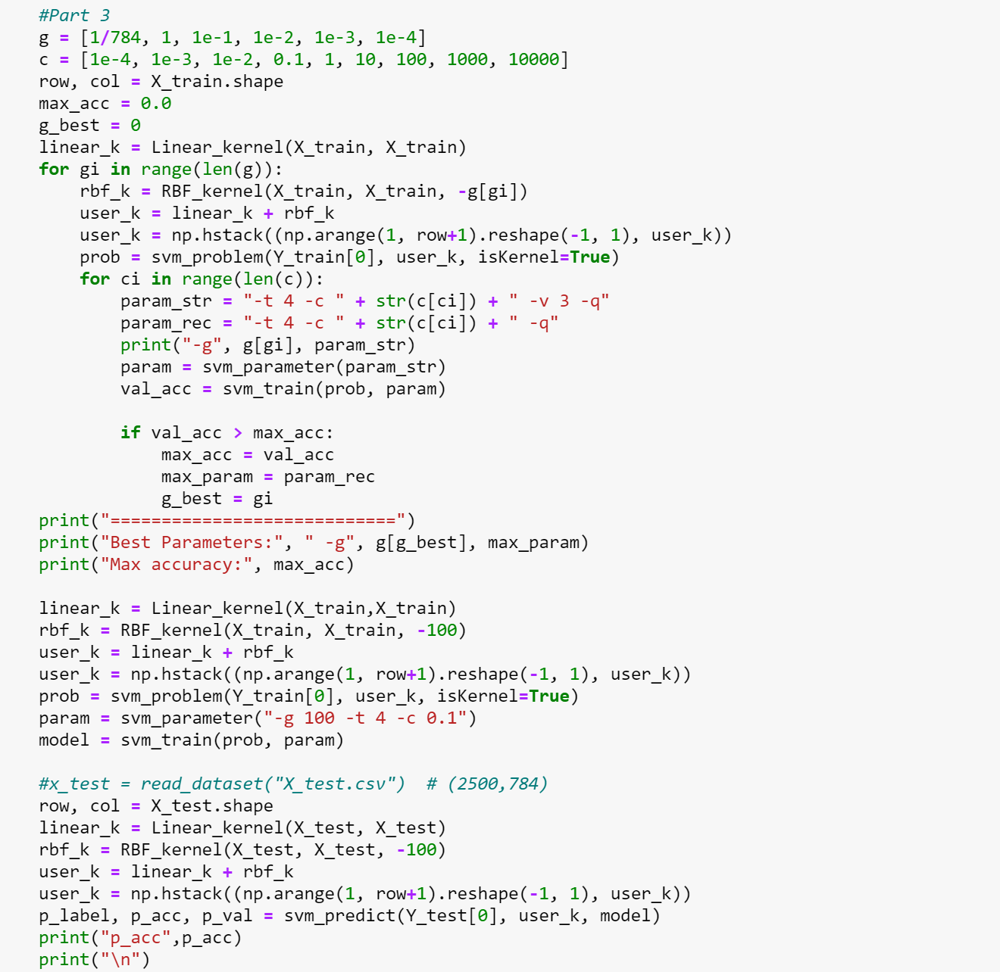 #Part 3
g = [1/784, 1, 1e-1, 1e-2, 1e-3, 1e-4]
c = [1e-4, 1e-3, 1e-2, 0.1, 1, 10, 100, 1000, 10000]
row, col = X_train.shape
max_acc = 0.0
g_best = 0
linear_k = Linear_kernel(X_train, X_train)
for gi in range(len(g)):
    rbf_k = RBF_kernel(X_train, X_train, -g[gi])
    user_k = linear_k + rbf_k
    user_k = np.hstack((np.arange(1, row+1).reshape(-1, 1), user_k))
    prob = svm_problem(Y_train[0], user_k, isKernel=True)
    for ci in range(len(c)):
        param_str = "-t 4 -c " + str(c[ci]) + " -v 3 -q"
        param_rec = "-t 4 -c " + str(c[ci]) + " -q"
        print("-g", g[gi], param_str)
        param = svm_parameter(param_str)
        val_acc = svm_train(prob, param)

        if val_acc > max_acc:
            max_acc = val_acc
            max_param = param_rec
            g_best = gi
print("============================")
print("Best Parameters:", " -g", g[g_best], max_param)
print("Max accuracy:", max_acc)

linear_k = Linear_kernel(X_train,X_train)
rbf_k = RBF_kernel(X_train, X_train, -100)
user_k = linear_k + rbf_k
user_k = np.hstack((np.arange(1, row+1).reshape(-1, 1), user_k))
prob = svm_problem(Y_train[0], user_k, isKernel=True)
param = svm_parameter("-g 100 -t 4 -c 0.1")
model = svm_train(prob, param)

#x_test = read_dataset("X_test.csv")  # (2500,784)
row, col = X_test.shape
linear_k = Linear_kernel(X_test, X_test)
rbf_k = RBF_kernel(X_test, X_test, -100)
user_k = linear_k + rbf_k
user_k = np.hstack((np.arange(1, row+1).reshape(-1, 1), user_k))
p_label, p_acc, p_val = svm_predict(Y_test[0], user_k, model)
print("p_acc",p_acc)
print("\n")